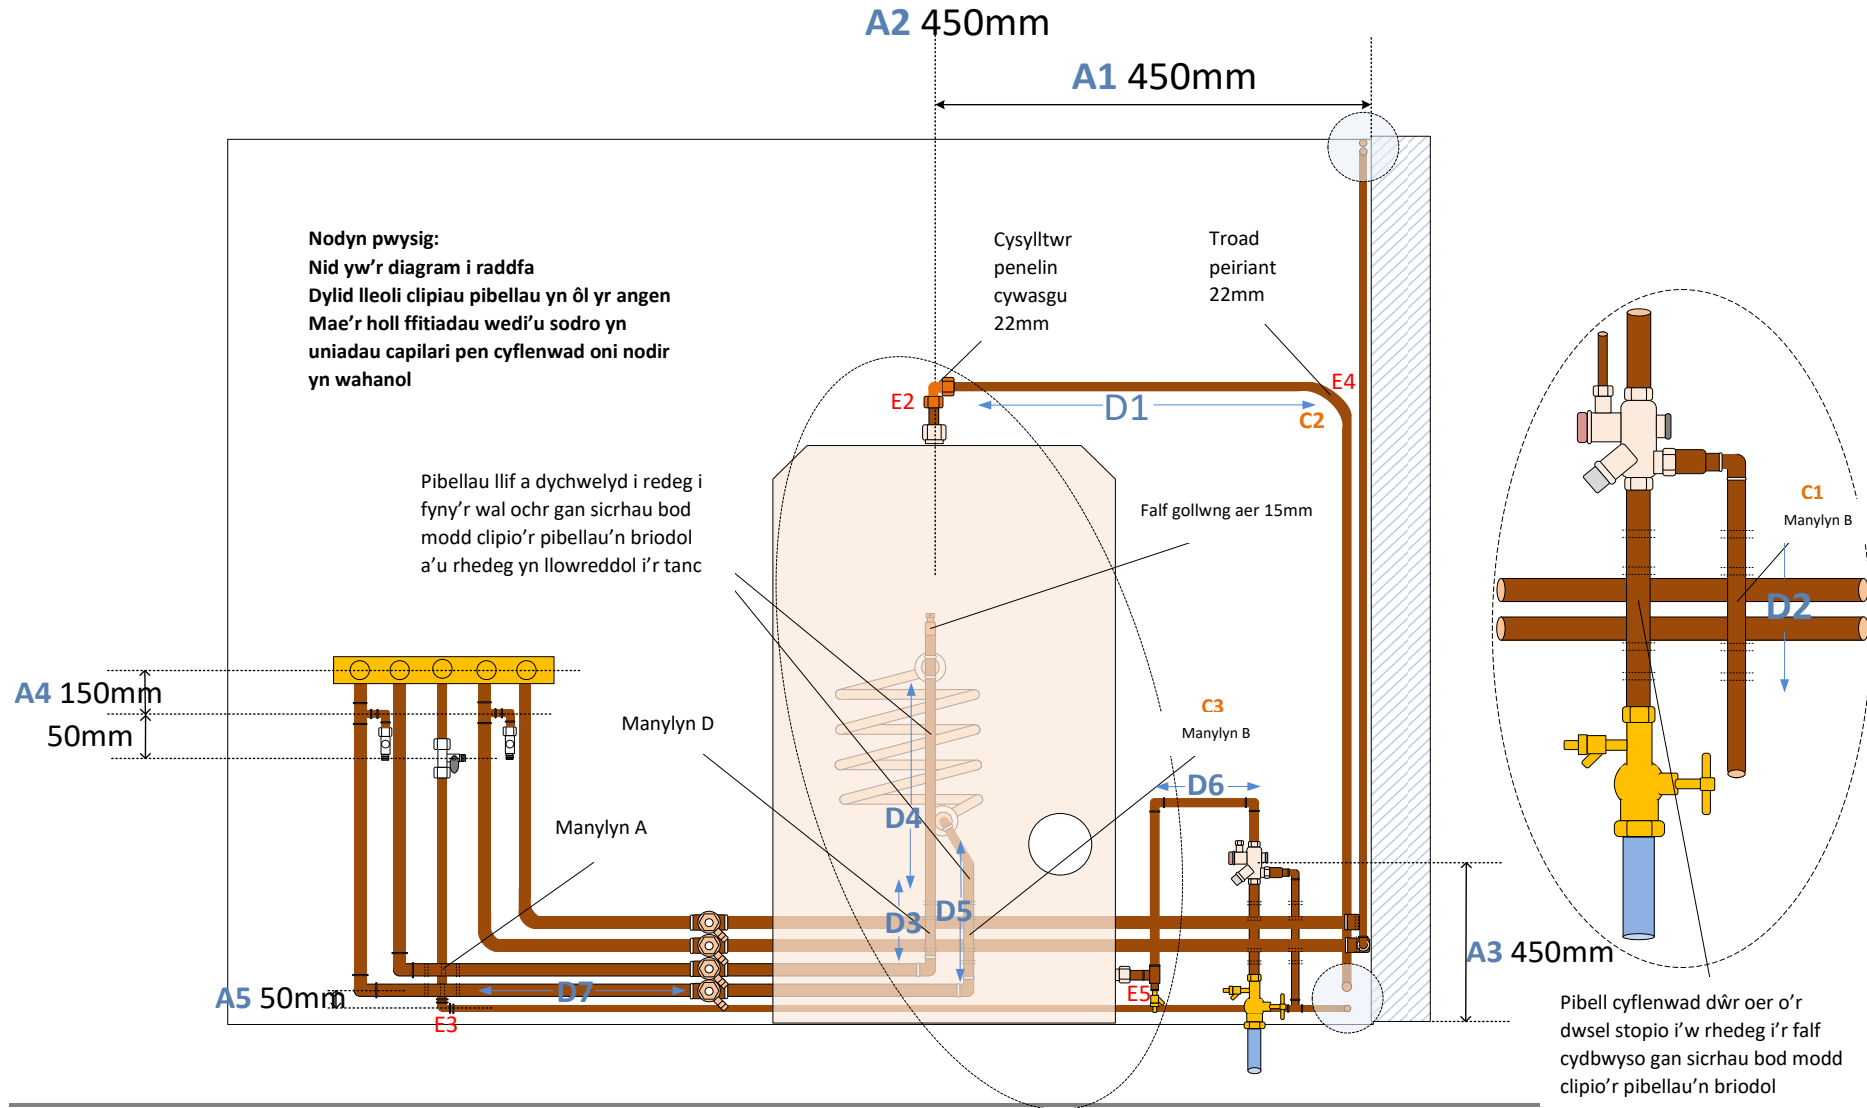 A2 450mm
A1 450mm
Nodyn pwysig:
Nid yw'r diagram i raddfa
Dylid lleoli clipiau pibellau yn ôl yr angen
Mae'r holl ffitiadau wedi'u sodro yn
uniadau capilari pen cyflenwad oni nodir
yn wahanol
Cysylltwr
penelin
cywasgu
22mm
Troad
peiriant
22mm
E2
D1
E4
C2
Pibellau llif a dychwelyd i redeg i
fyny'r wal ochr gan sicrhau bod
modd clipio'r pibellau'n briodol
a'u rhedeg yn llowreddol i'r tanc
Falf gollwng aer 15mm
C1
Manylyn B
D2
A4 150mm
50mm
Manylyn D
C3
Manylyn B
D6
Manylyn A
D4
D3
D5
A3 450mm
A5 50mm
D7
E3
E5
Pibell cyflenwad dŵr oer o'r
dwsel stopio i'w rhedeg i'r falf
cydbwyso gan sicrhau bod modd
clipio'r pibellau'n briodol